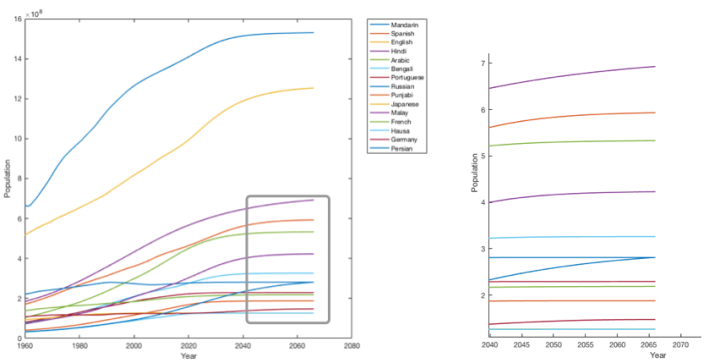 ×10⁸
16
14
12
10
8
6
4
2
0
Population
1960
1980
2000
2020
2040
2060
2080
Year
Mandarin
Spanish
English
Hindi
Arabic
Bengali
Portuguese
Russian
Punjabi
Japanese
Malay
French
Hausa
Germany
Persian
7
6
5
4
3
2
Population
2040
2045
2050
2055
2060
2065
2070
Year